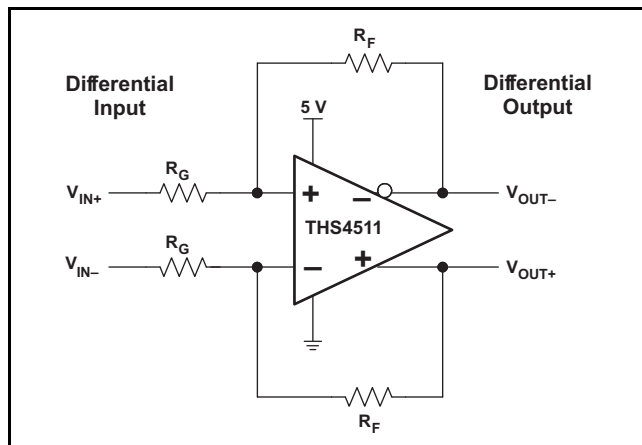 R_F
Differential
Input
Differential
Output
5 V
R_G
V_IN+
+
−
V_OUT−
THS4511
R_G
V_IN−
−
+
V_OUT+
R_F